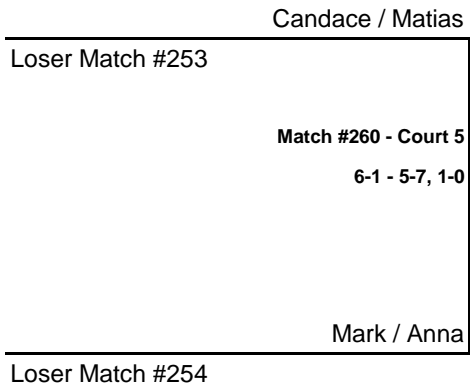 Candace / Matias
Loser Match #253
Match #260 - Court 5
6-1 - 5-7, 1-0
Mark / Anna
Loser Match #254